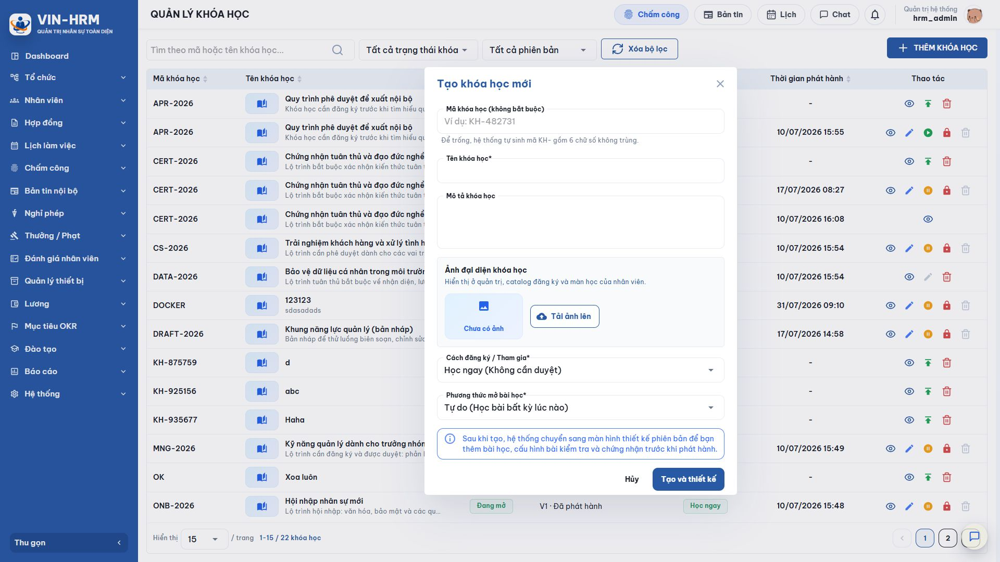 VIN-HRM
QUẢN TRỊ NHÂN SỰ TOÀN DIỆN
Dashboard
Tổ chức
Nhân viên
Hợp đồng
Lịch làm việc
Chấm công
Bản tin nội bộ
Nghỉ phép
Thưởng / Phạt
Đánh giá nhân viên
Quản lý thiết bị
Lương
Mục tiêu OKR
Đào tạo
Báo cáo
Hệ thống
Thu gọn
QUẢN LÝ KHÓA HỌC
Chấm công
Bản tin
Lịch
Chat
Quản trị hệ thống
hrm_admin
Tìm theo mã hoặc tên khóa học...
Tất cả trạng thái khóa
Tất cả phiên bản
Xóa bộ lọc
THÊM KHÓA HỌC
Mã khóa học
Tên khóa học
Thời gian phát hành
Thao tác
APR-2026
Quy trình phê duyệt đề xuất nội bộ
Khóa học cần đăng ký trước khi tìm hiểu qu
-
APR-2026
Quy trình phê duyệt đề xuất nội bộ
Khóa học cần đăng ký trước khi tìm hiểu qu
10/07/2026 15:55
CERT-2026
Chứng nhận tuân thủ và đạo đức nghề
Lộ trình bắt buộc xác nhận kiến thức tuân t
-
CERT-2026
Chứng nhận tuân thủ và đạo đức nghề
Lộ trình bắt buộc xác nhận kiến thức tuân t
17/07/2026 08:27
CERT-2026
Chứng nhận tuân thủ và đạo đức nghề
Lộ trình bắt buộc xác nhận kiến thức tuân t
10/07/2026 16:08
CS-2026
Trải nghiệm khách hàng và xử lý tình h
Lộ trình cần phê duyệt dành cho các vai tr
10/07/2026 15:54
DATA-2026
Bảo vệ dữ liệu cá nhân trong môi trườn
Lộ trình tuân thủ bắt buộc về nhận diện, lư
10/07/2026 15:54
DOCKER
123123
sdasadads
31/07/2026 09:10
DRAFT-2026
Khung năng lực quản lý (bản nháp)
Bản nháp để thử luồng biên soạn, chỉnh sửa
17/07/2026 14:58
KH-875759
d
-
KH-925156
abc
-
KH-935677
Haha
-
MNG-2026
Kỹ năng quản lý dành cho trưởng nhóm
Lộ trình cần đăng ký và được duyệt: phản h
10/07/2026 15:49
OK
Xoa luôn
-
ONB-2026
Hội nhập nhân sự mới
Lộ trình hội nhập: văn hóa, bảo mật và các qu...
Đang mở
V1 · Đã phát hành
Học ngay
10/07/2026 15:48
Hiển thị
15
/ trang
1-15 / 22 khóa học
1
2
Tạo khóa học mới
Mã khóa học (không bắt buộc)
Ví dụ: KH-482731
Để trống, hệ thống tự sinh mã KH- gồm 6 chữ số không trùng.
Tên khóa học*
Mô tả khóa học
Ảnh đại diện khóa học
Hiển thị ở quản trị, catalog đăng ký và màn học của nhân viên.
Chưa có ảnh
Tải ảnh lên
Cách đăng ký / Tham gia*
Học ngay (Không cần duyệt)
Phương thức mở bài học*
Tự do (Học bài bất kỳ lúc nào)
Sau khi tạo, hệ thống chuyển sang màn hình thiết kế phiên bản để bạn
thêm bài học, cấu hình bài kiểm tra và chứng nhận trước khi phát hành.
Hủy
Tạo và thiết kế